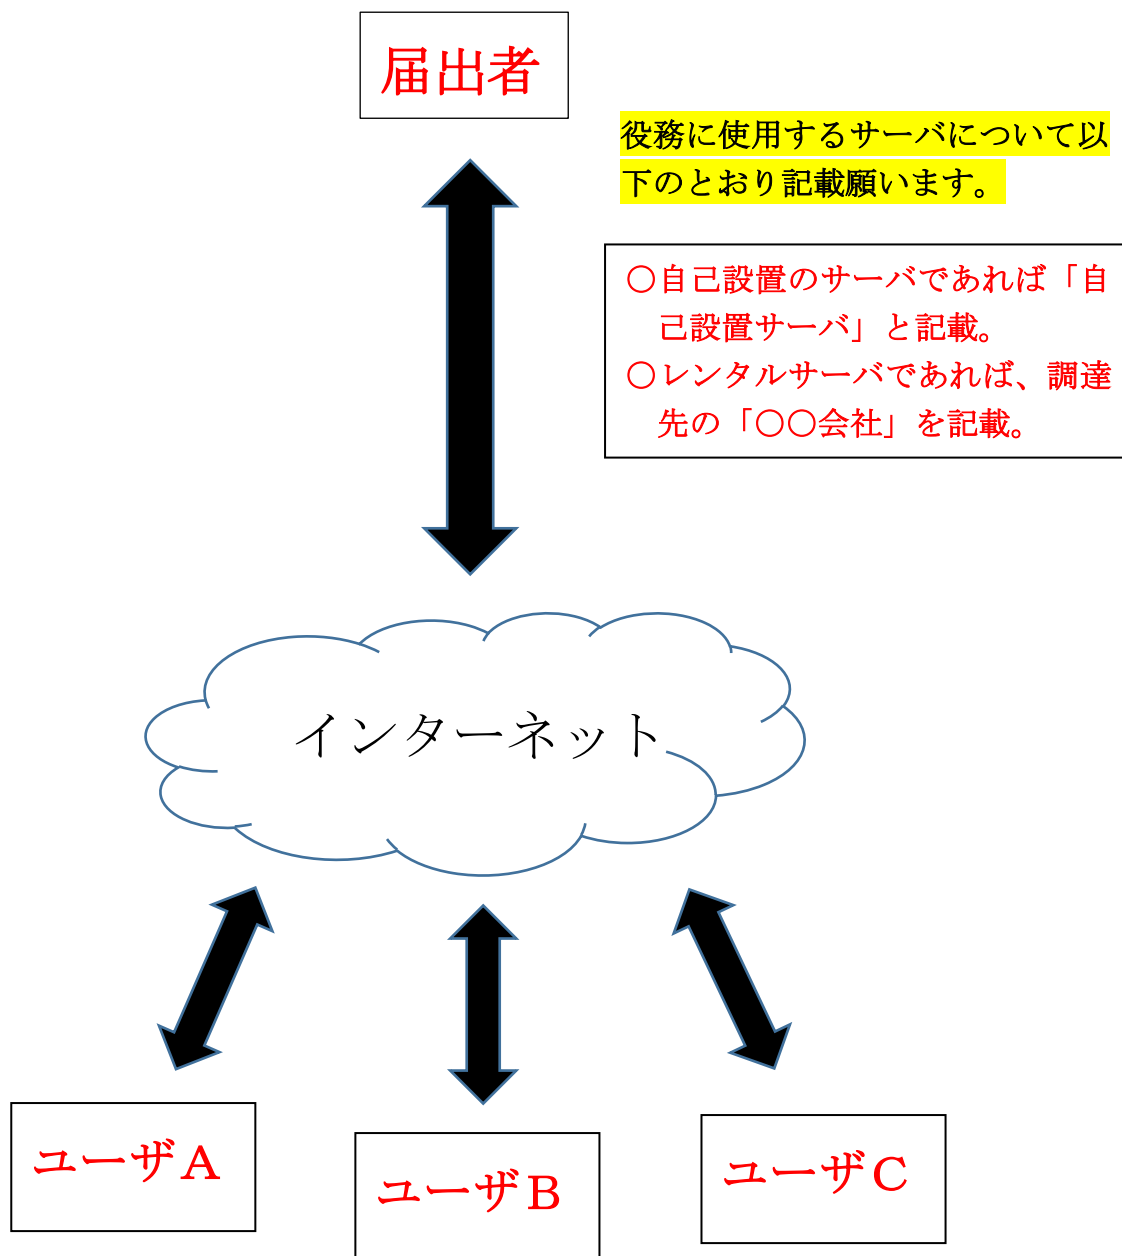 届出者
役務に使用するサーバについて以
下のとおり記載願います。
〇自己設置のサーバであれば「自
己設置サーバ」と記載。
〇レンタルサーバであれば、調達
先の「〇〇会社」を記載。
インターネット
ユーザＡ
ユーザＢ
ユーザＣ